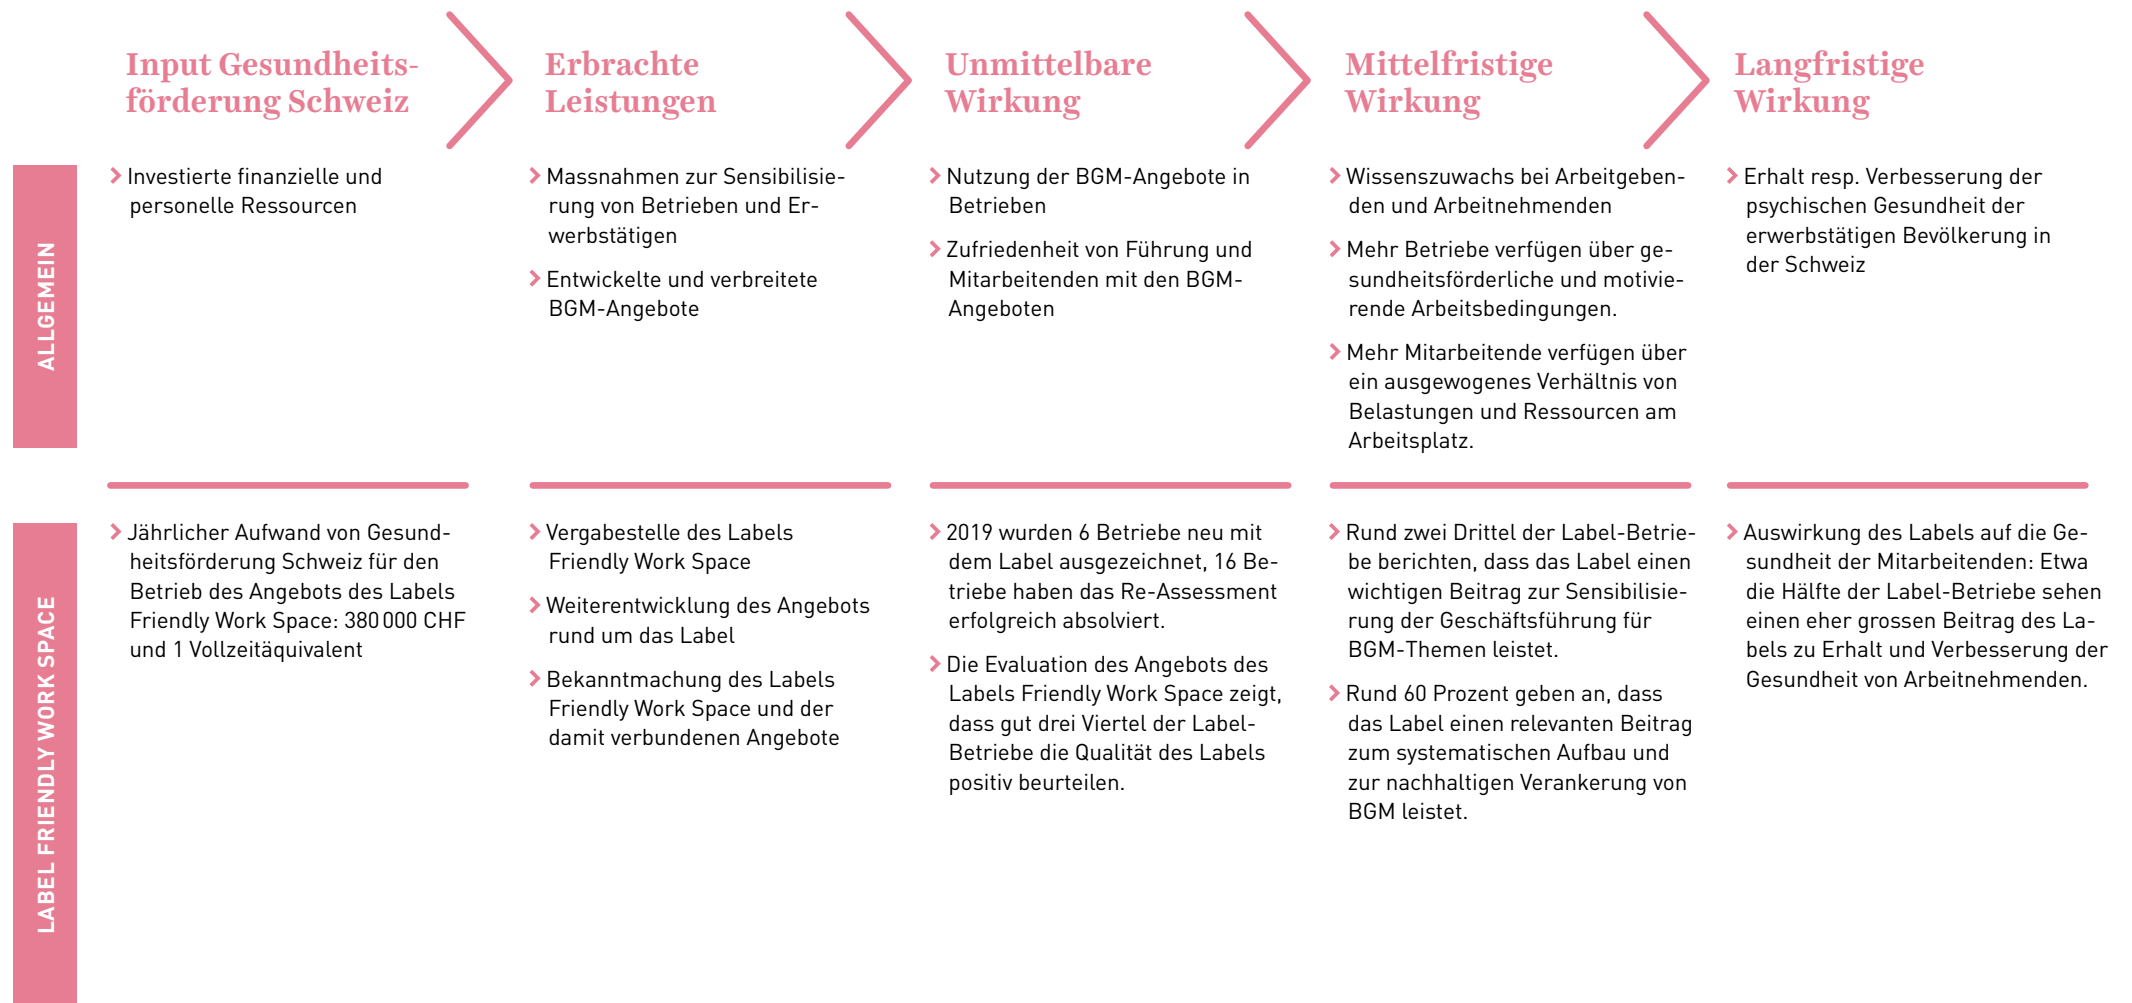 Input Gesundheits-
förderung Schweiz
Erbrachte
Leistungen
Unmittelbare
Wirkung
Mittelfristige
Wirkung
Langfristige
Wirkung
ALLGEMEIN
Investierte finanzielle und
personelle Ressourcen
Massnahmen zur Sensibilisie-
rung von Betrieben und Er-
werbstätigen
Entwickelte und verbreitete
BGM-Angebote
Nutzung der BGM-Angebote in
Betrieben
Zufriedenheit von Führung und
Mitarbeitenden mit den BGM-
Angeboten
Wissenszuwachs bei Arbeitgeben-
den und Arbeitnehmenden
Mehr Betriebe verfügen über ge-
sundheitsförderliche und motivie-
rende Arbeitsbedingungen.
Mehr Mitarbeitende verfügen über
ein ausgewogenes Verhältnis von
Belastungen und Ressourcen am
Arbeitsplatz.
Erhalt resp. Verbesserung der
psychischen Gesundheit der
erwerbstätigen Bevölkerung in
der Schweiz
LABEL FRIENDLY WORK SPACE
Jährlicher Aufwand von Gesund-
heitsförderung Schweiz für den
Betrieb des Angebots des Labels
Friendly Work Space: 380 000 CHF
und 1 Vollzeitäquivalent
Vergabestelle des Labels
Friendly Work Space
Weiterentwicklung des Angebots
rund um das Label
Bekanntmachung des Labels
Friendly Work Space und der
damit verbundenen Angebote
2019 wurden 6 Betriebe neu mit
dem Label ausgezeichnet, 16 Be-
triebe haben das Re-Assessment
erfolgreich absolviert.
Die Evaluation des Angebots des
Labels Friendly Work Space zeigt,
dass gut drei Viertel der Label-
Betriebe die Qualität des Labels
positiv beurteilen.
Rund zwei Drittel der Label-Betrie-
be berichten, dass das Label einen
wichtigen Beitrag zur Sensibilisie-
rung der Geschäftsführung für
BGM-Themen leistet.
Rund 60 Prozent geben an, dass
das Label einen relevanten Beitrag
zum systematischen Aufbau und
zur nachhaltigen Verankerung von
BGM leistet.
Auswirkung des Labels auf die Ge-
sundheit der Mitarbeitenden: Etwa
die Hälfte der Label-Betriebe sehen
einen eher grossen Beitrag des La-
bels zu Erhalt und Verbesserung der
Gesundheit von Arbeitnehmenden.